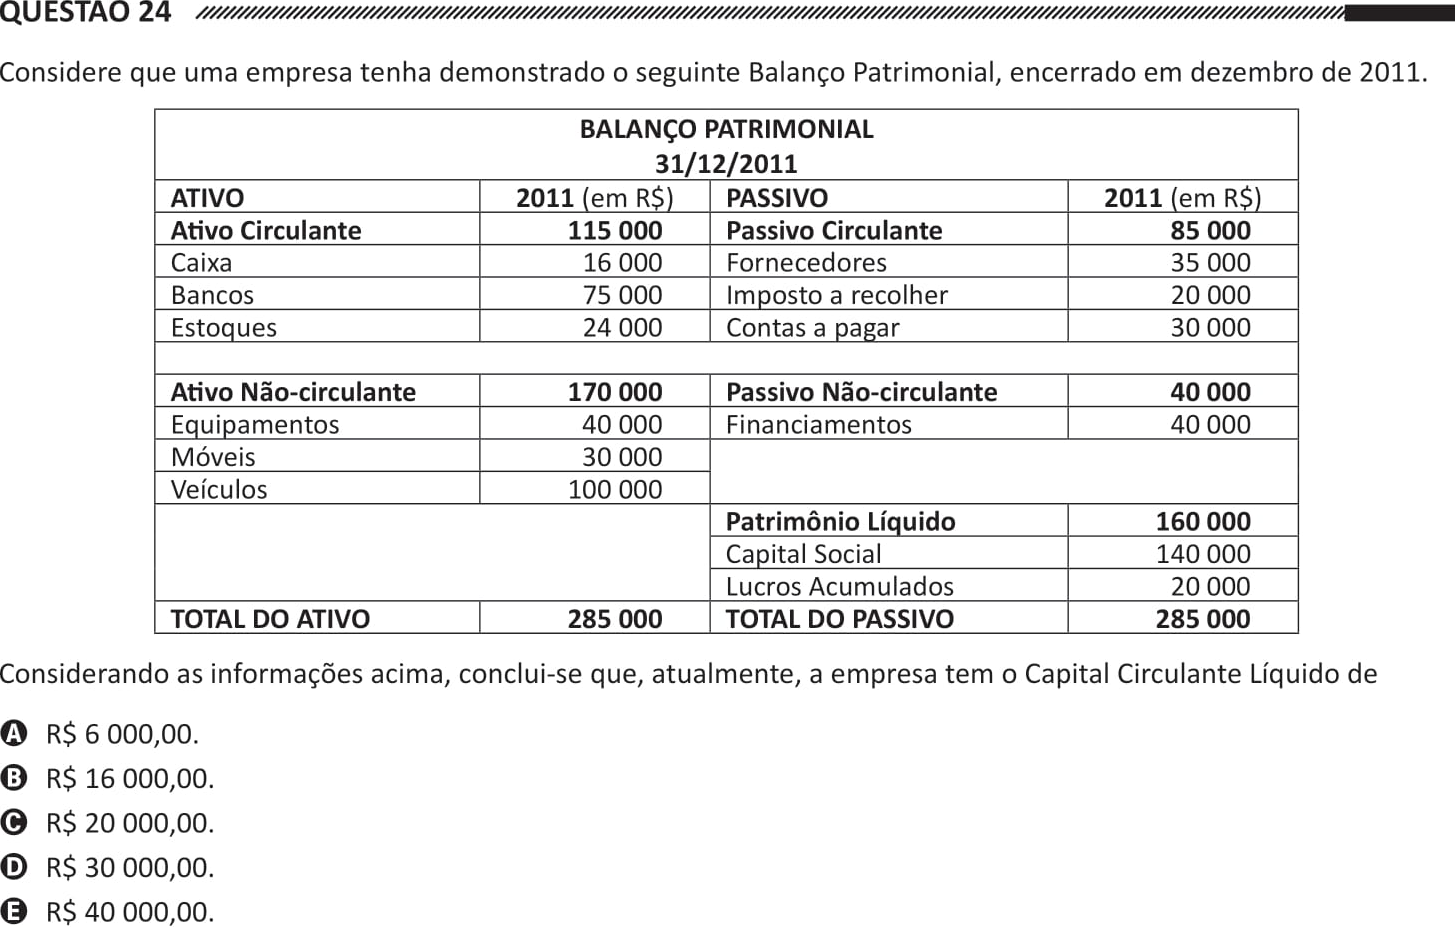 QUESTÃO 24
Considere que uma empresa tenha demonstrado o seguinte Balanço Patrimonial, encerrado em dezembro de 2011.
BALANÇO PATRIMONIAL
31/12/2011
ATIVO 2011 (em R$) PASSIVO 2011 (em R$)
Ativo Circulante 115 000 Passivo Circulante 85 000
Caixa 16 000 Fornecedores 35 000
Bancos 75 000 Imposto a recolher 20 000
Estoques 24 000 Contas a pagar 30 000
Ativo Não-circulante 170 000 Passivo Não-circulante 40 000
Equipamentos 40 000 Financiamentos 40 000
Móveis 30 000
Veículos 100 000
Patrimônio Líquido 160 000
Capital Social 140 000
Lucros Acumulados 20 000
TOTAL DO ATIVO 285 000 TOTAL DO PASSIVO 285 000
Considerando as informações acima, conclui-se que, atualmente, a empresa tem o Capital Circulante Líquido de
A R$ 6 000,00.
B R$ 16 000,00.
C R$ 20 000,00.
D R$ 30 000,00.
E R$ 40 000,00.